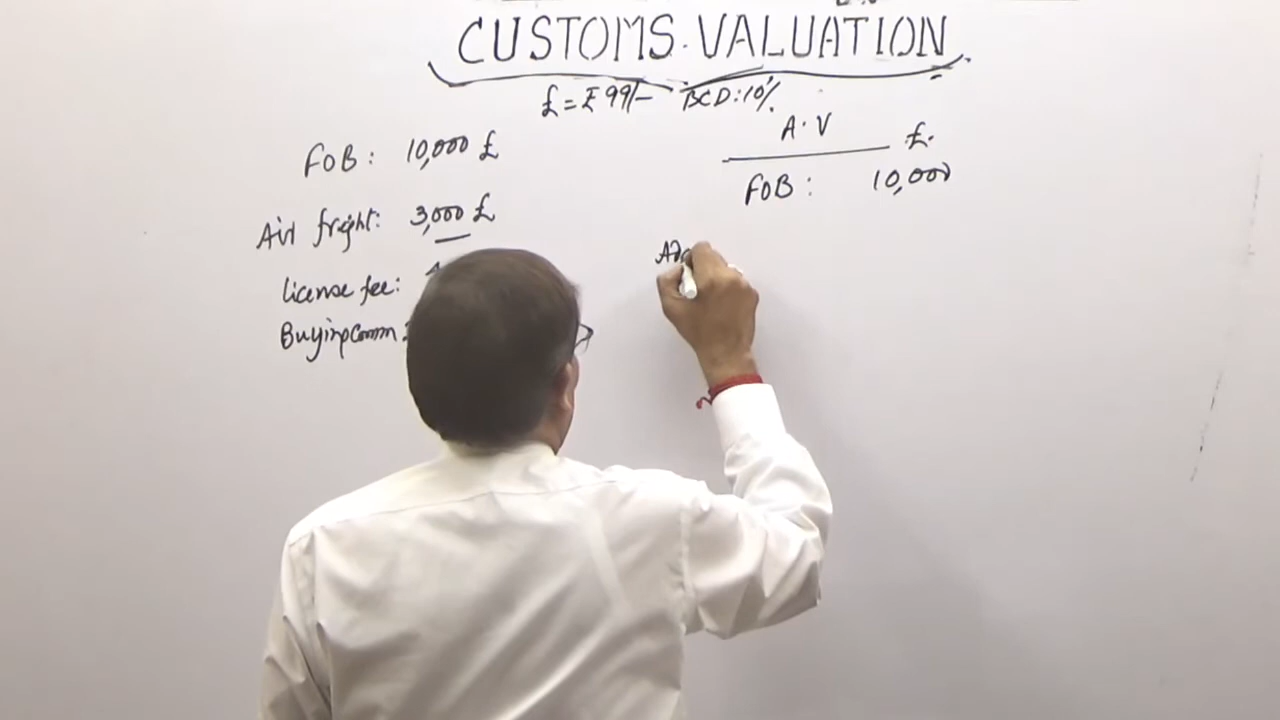 CUSTOMS VALUATION
£ = ₹ 99/- BCD: 10%
FOB: 10,000 £
Air fright: 3,000 £
License fee:
Buying Comm
A.V
£.
FOB: 10,000